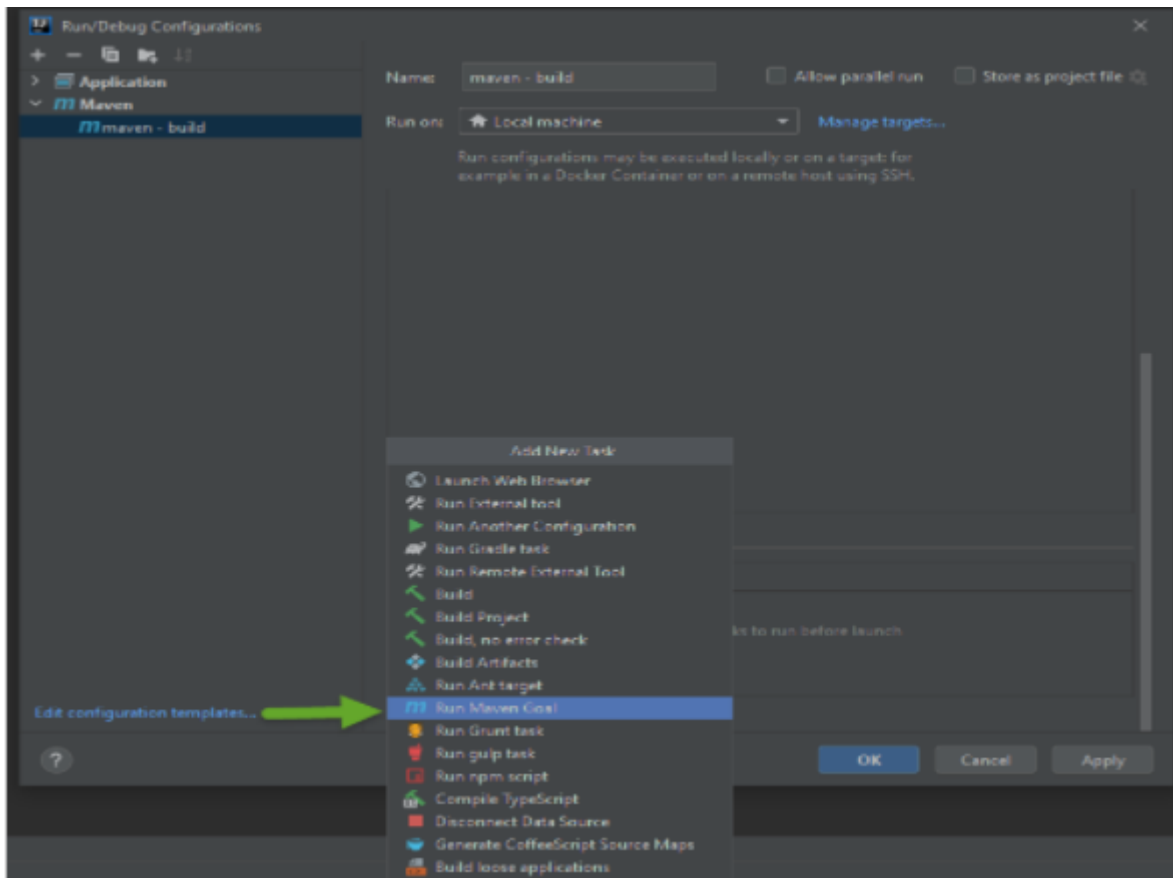 Run/Debug Configurations
Application
Maven
maven - build
Name:
maven - build
Allow parallel run
Store as project file
Run on:
Local machine
Manage targets...
Run configurations may be executed locally or on a target: for
example in a Docker Container or on a remote host using SSH.
Add New Task
Launch Web Browser
Run External tool
Run Another Configuration
Run Gradle task
Run Remote External Tool
Build
Build Project
Build, no error check
ks to run before launch
Build Artifacts
Run Ant target
Edit configuration templates...
Run Maven Goal
Run Grunt task
Run gulp task
Run npm script
Compile TypeScript
Disconnect Data Source
Generate CoffeeScript Source Maps
Build loose applications
?
OK
Cancel
Apply